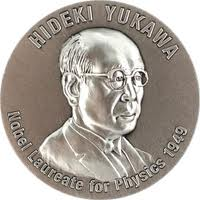 HIDEKI YUKAWA
Nobel Laureate for Physics 1949